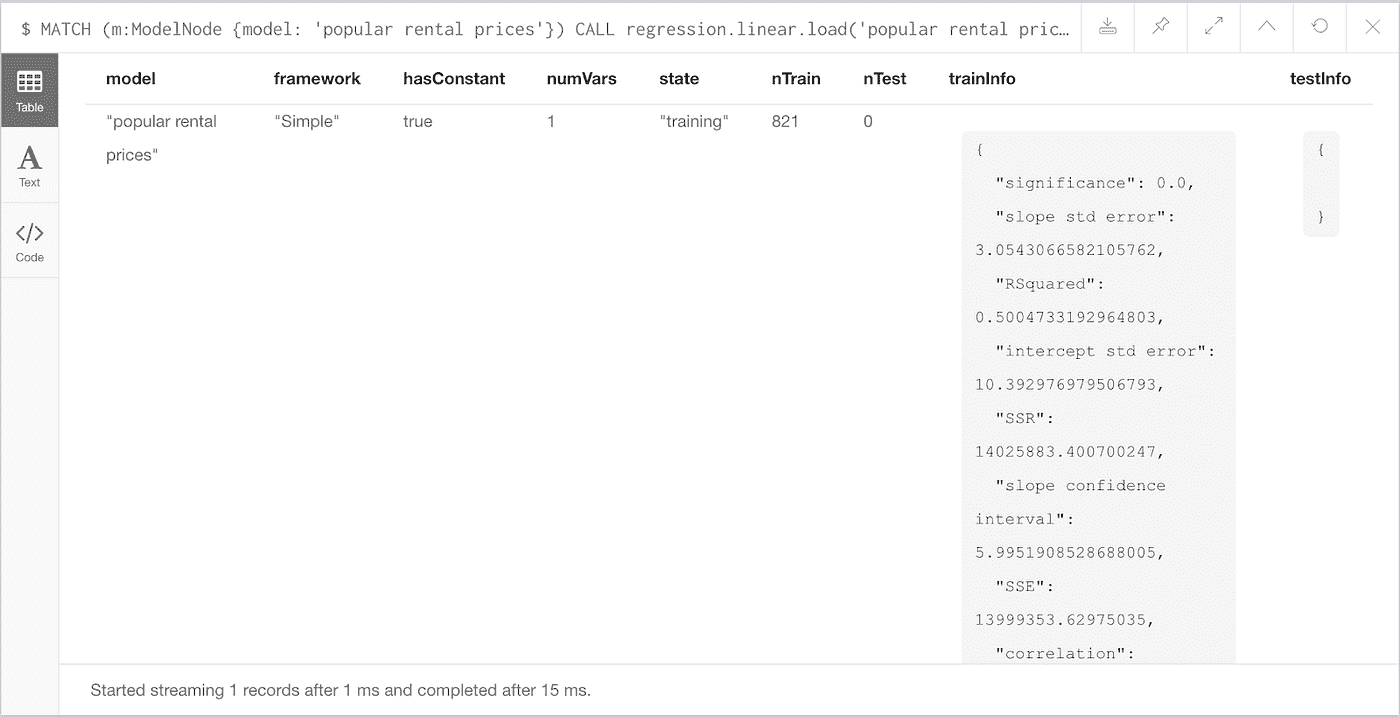 $ MATCH (m:ModelNode {model: 'popular rental prices'}) CALL regression.linear.load('popular rental pric…
Table
Text
Code
model framework hasConstant numVars state nTrain nTest trainInfo testInfo
"popular rental "Simple" true 1 "training" 821 0
prices"
{
"significance": 0.0,
"slope std error":
3.0543066582105762,
"RSquared":
0.5004733192964803,
"intercept std error":
10.392976979506793,
"SSR":
14025883.400700247,
"slope confidence
interval":
5.9951908528688005,
"SSE":
13999353.62975035,
"correlation":
{
}
Started streaming 1 records after 1 ms and completed after 15 ms.